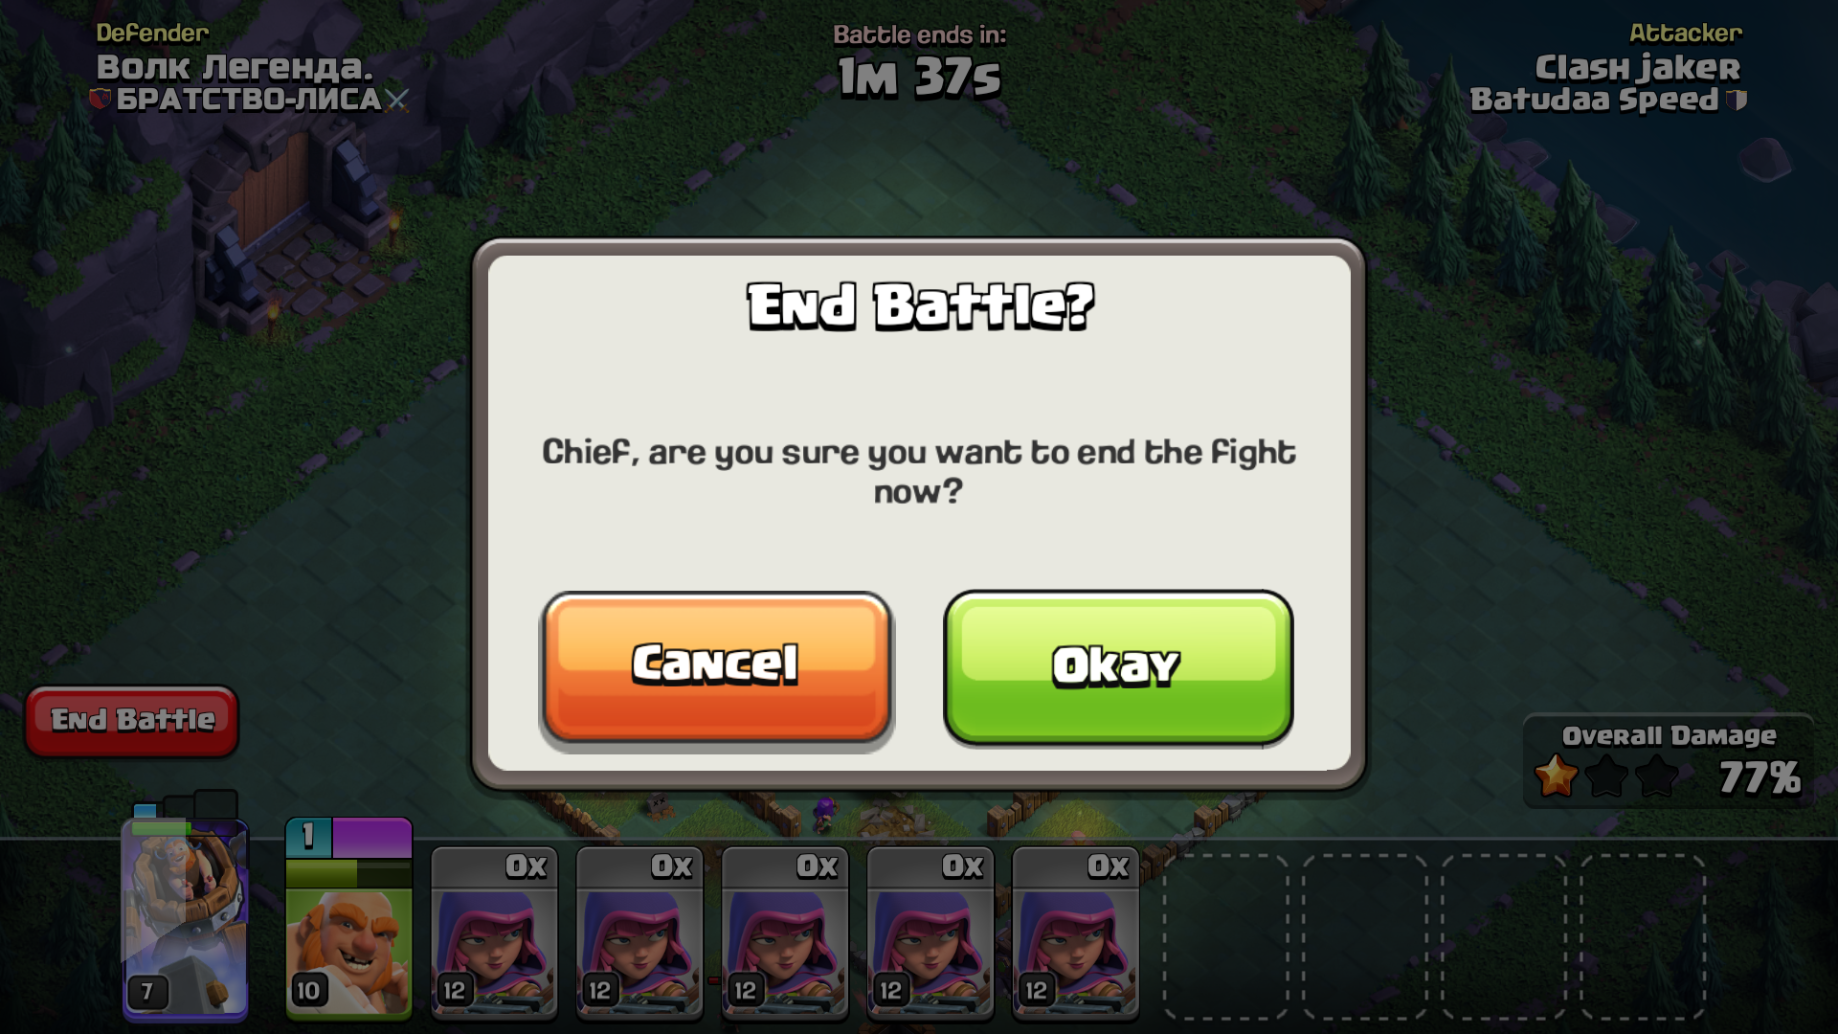 Defender
Волк Легенда.
БРАТСТВО-ЛИСА
Battle ends in:
1M 37S
Attacker
Clash jaker
Batudaa Speed
End Battle?
Chief, are you sure you want to end the fight
now?
Cancel
Okay
End Battle
Overall Damage
77%
1
0x
0x
0x
0x
0x
7
10
12
12
12
12
12